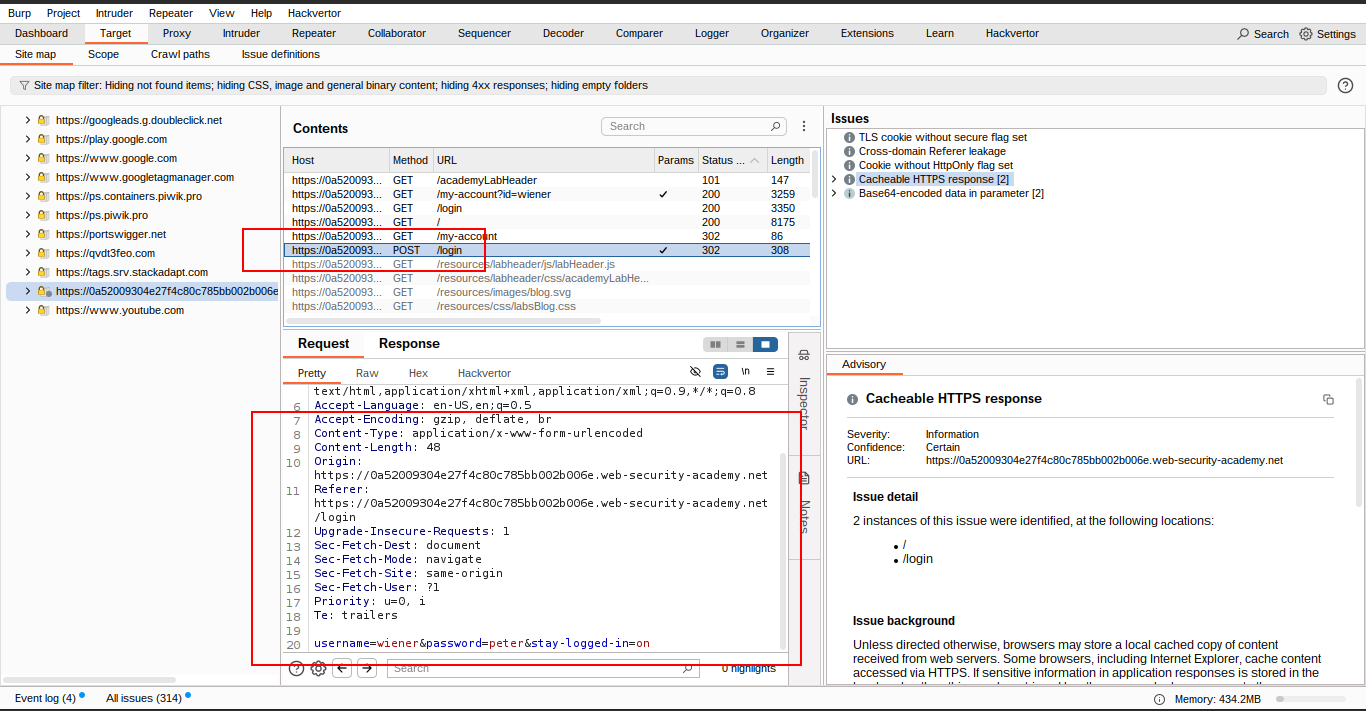 Burp Project Intruder Repeater View Help Hackvertor
Dashboard Target Proxy Intruder Repeater Collaborator Sequencer Decoder Comparer Logger Organizer Extensions Learn Hackvertor Search Settings
Site map Scope Crawl paths Issue definitions
Site map filter: Hiding not found items; hiding CSS, image and general binary content; hiding 4xx responses; hiding empty folders
https://googleads.g.doubleclick.net
https://play.google.com
https://www.google.com
https://www.googletagmanager.com
https://ps.containers.piwik.pro
https://ps.piwik.pro
https://portswigger.net
https://qvdt3feo.com
https://tags.srv.stackadapt.com
https://0a52009304e27f4c80c785bb002b006e
https://www.youtube.com
Contents
Search
Host Method URL Params Status ... Length
https://0a520093... GET /academyLabHeader 101 147
https://0a520093... GET /my-account?id=wiener ✓ 200 3259
https://0a520093... GET /login 200 3350
https://0a520093... GET / 200 8175
https://0a520093... GET /my-account 302 86
https://0a520093... POST /login ✓ 302 308
https://0a520093... GET /resources/labheader/js/labHeader.js
https://0a520093... GET /resources/labheader/css/academyLabHe...
https://0a520093... GET /resources/images/blog.svg
https://0a520093... GET /resources/css/labsBlog.css
Request Response
Pretty Raw Hex Hackvertor \n
text/html,application/xhtml+xml,application/xml;q=0.9,*/*;q=0.8
6 Accept-Language: en-US,en;q=0.5
7 Accept-Encoding: gzip, deflate, br
8 Content-Type: application/x-www-form-urlencoded
9 Content-Length: 48
10 Origin:
https://0a52009304e27f4c80c785bb002b006e.web-security-academy.net
11 Referer:
https://0a52009304e27f4c80c785bb002b006e.web-security-academy.net
/login
12 Upgrade-Insecure-Requests: 1
13 Sec-Fetch-Dest: document
14 Sec-Fetch-Mode: navigate
15 Sec-Fetch-Site: same-origin
16 Sec-Fetch-User: ?1
17 Priority: u=0, i
18 Te: trailers
19
20 username=wiener&password=peter&stay-logged-in=on
Search 0 highlights
Inspector
Notes
Issues
TLS cookie without secure flag set
Cross-domain Referer leakage
Cookie without HttpOnly flag set
Cacheable HTTPS response [2]
Base64-encoded data in parameter [2]
Advisory
Cacheable HTTPS response
Severity: Information
Confidence: Certain
URL: https://0a52009304e27f4c80c785bb002b006e.web-security-academy.net
Issue detail
2 instances of this issue were identified, at the following locations:
• /
• /login
Issue background
Unless directed otherwise, browsers may store a local cached copy of content
received from web servers. Some browsers, including Internet Explorer, cache content
accessed via HTTPS. If sensitive information in application responses is stored in the
Event log (4) All issues (314) Memory: 434.2MB